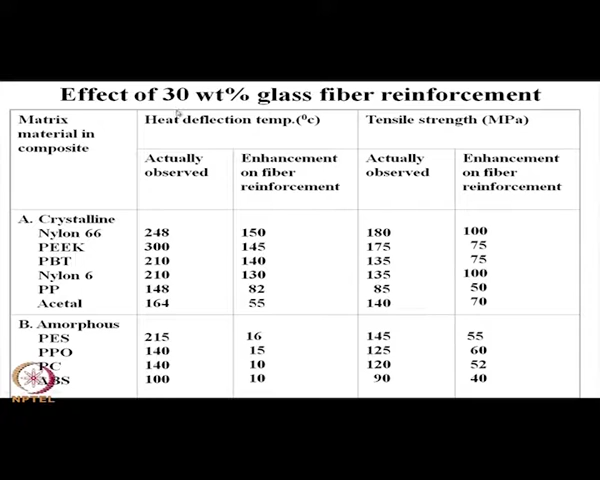 Effect of 30 wt% glass fiber reinforcement
Matrix material in composite Heat deflection temp.(⁰c) Tensile strength (MPa)
Actually observed Enhancement on fiber reinforcement Actually observed Enhancement on fiber reinforcement
A. Crystalline
Nylon 66 248 150 180 100
PEEK 300 145 175 75
PBT 210 140 135 75
Nylon 6 210 130 135 100
PP 148 82 85 50
Acetal 164 55 140 70
B. Amorphous
PES 215 16 145 55
PPO 140 15 125 60
PC 140 10 120 52
ABS 100 10 90 40
NPTEL